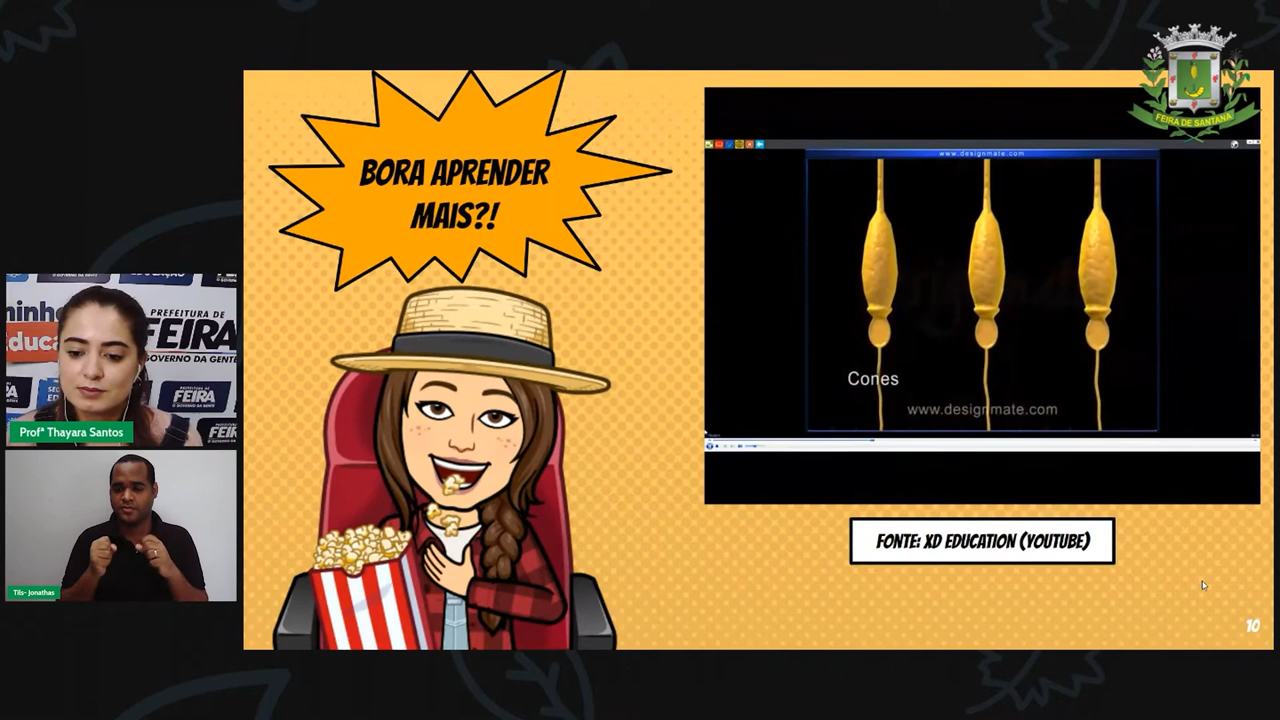 BORA APRENDER
MAIS?!
FEIRA DE SANTANA
www.designmate.com
Cones
www.designmate.com
FONTE: XD EDUCATION (YOUTUBE)
10
PREFEITURA DE
FEIRA
GOVERNO DA GENTE
FEIRA
Profª Thayara Santos
Tils- Jonathas